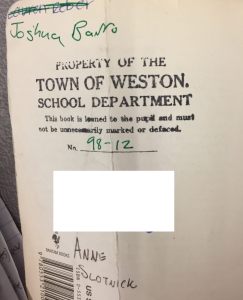 Joshua
PROPERTY OF THE
TOWN OF WESTON.
SCHOOL DEPARTMENT
This book is loaned to the pupil and must
not be unnecessarily marked or defaced.
No. 98-12
ANNE
SLOTNICK